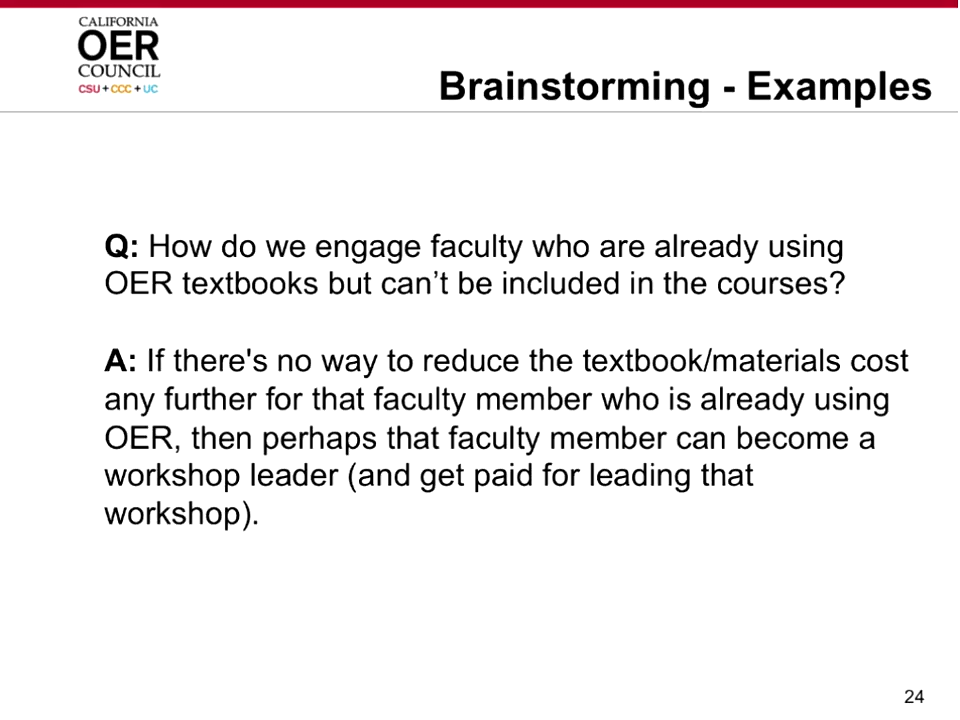 CALIFORNIA
OER
COUNCIL
CSU + CCC + UC
Brainstorming - Examples
Q: How do we engage faculty who are already using
OER textbooks but can’t be included in the courses?
A: If there's no way to reduce the textbook/materials cost
any further for that faculty member who is already using
OER, then perhaps that faculty member can become a
workshop leader (and get paid for leading that
workshop).
24